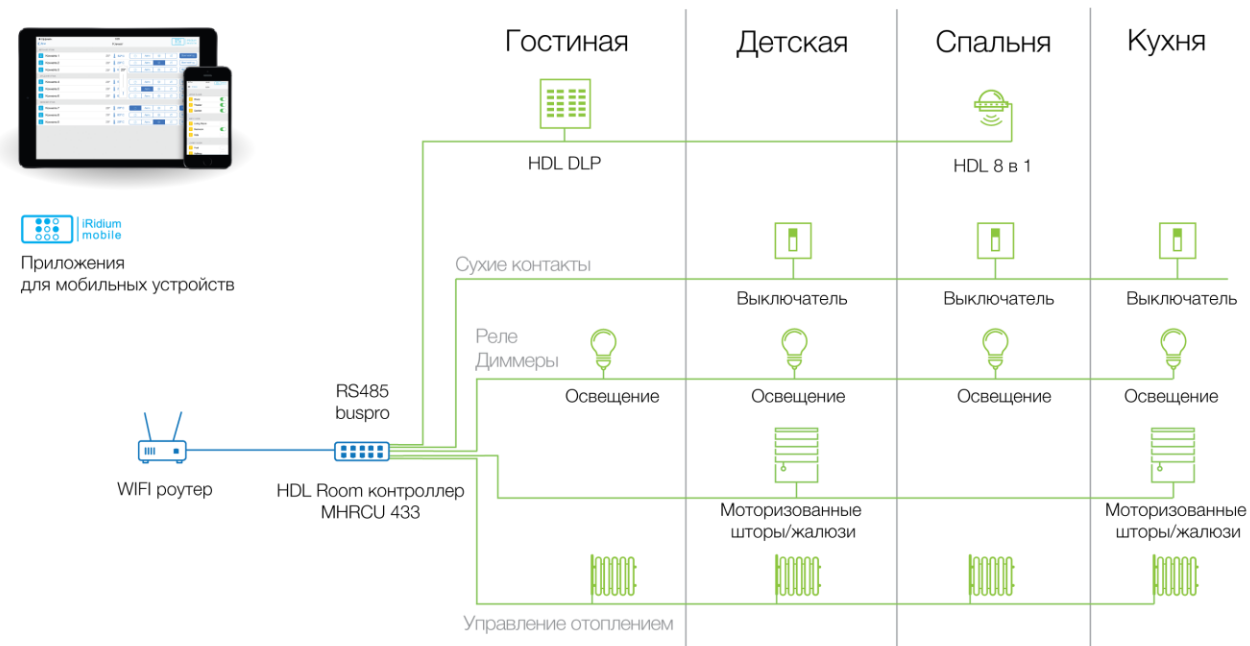 Гостиная
Детская
Спальня
Кухня
HDL DLP
HDL 8 в 1
iRidium
mobile
Приложения
для мобильных устройств
Сухие контакты
Выключатель
Выключатель
Выключатель
Реле
Диммеры
Освещение
Освещение
Освещение
Освещение
RS485
buspro
WIFI роутер
HDL Room контроллер
MHRCU 433
Моторизованные
шторы/жалюзи
Моторизованные
шторы/жалюзи
Управление отоплением